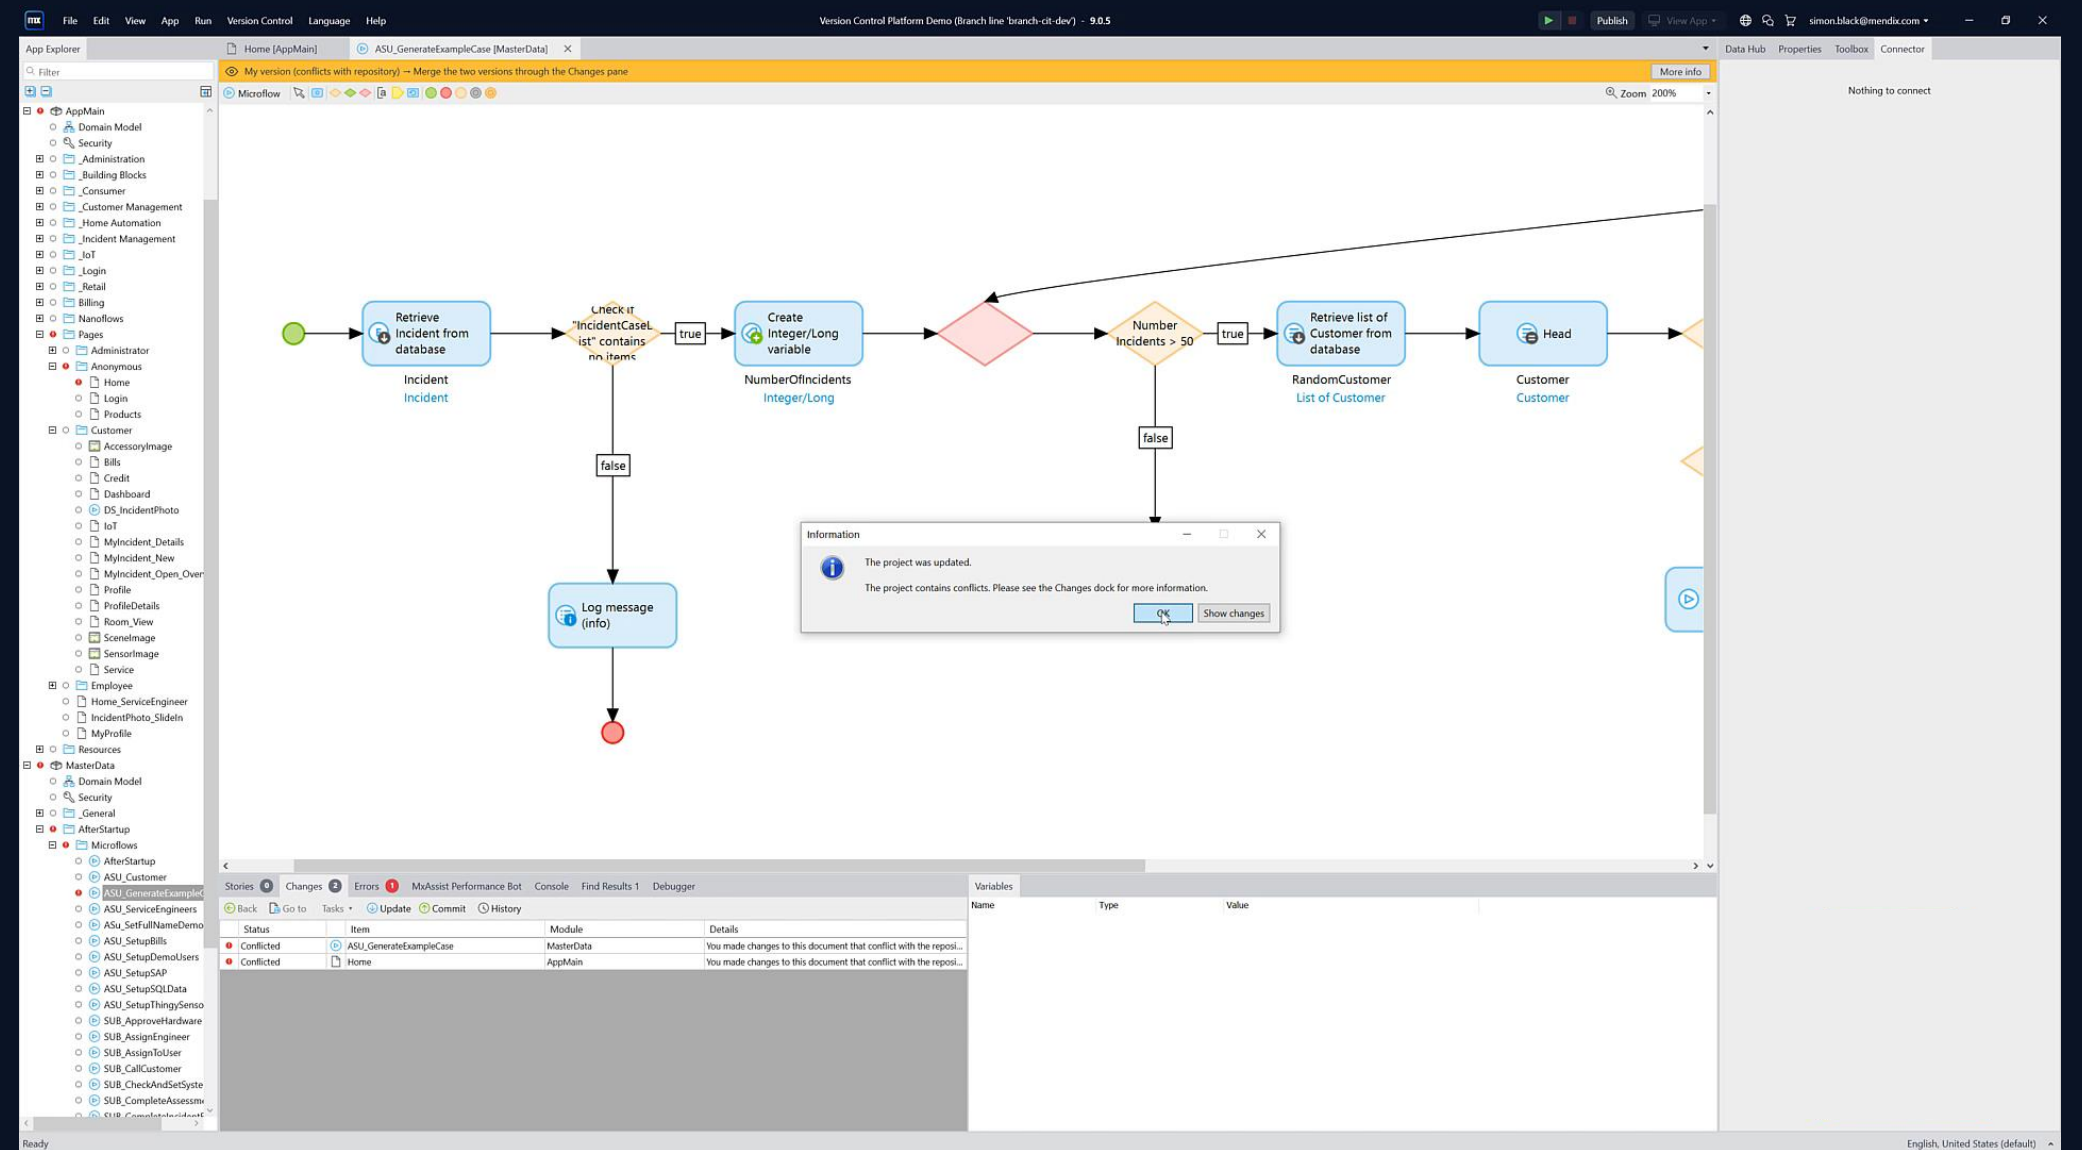 mx File Edit View App Run Version Control Language Help
Version Control Platform Demo (Branch line 'branch-cit-dev') - 9.0.5
Publish View App simon.black@mendix.com
App Explorer
Home [AppMain] ASU_GenerateExampleCase [MasterData]
Data Hub Properties Toolbox Connector
Filter
My version (conflicts with repository) → Merge the two versions through the Changes pane
More info
Microflow
Zoom 200%
Nothing to connect
AppMain
Domain Model
Security
_Administration
_Building Blocks
_Consumer
_Customer Management
_Home Automation
_Incident Management
_IoT
_Login
_Retail
Billing
Nanoflows
Pages
Administrator
Anonymous
Home
Login
Products
Customer
AccessoryImage
Bills
Credit
Dashboard
DS_IncidentPhoto
IoT
MyIncident_Details
MyIncident_New
MyIncident_Open_Over
Profile
ProfileDetails
Room_View
SceneImage
SensorImage
Service
Employee
Home_ServiceEngineer
IncidentPhoto_SlideIn
MyProfile
Resources
MasterData
Domain Model
Security
_General
AfterStartup
Microflows
AfterStartup
ASU_Customer
ASU_GenerateExampleC
ASU_ServiceEngineers
ASu_SetFullNameDemo
ASU_SetupBills
ASU_SetupDemoUsers
ASU_SetupSAP
ASU_SetupSQLData
ASU_SetupThingySenso
SUB_ApproveHardware
SUB_AssignEngineer
SUB_AssignToUser
SUB_CallCustomer
SUB_CheckAndSetSyste
SUB_CompleteAssessme
SUB_CompleteIncidentF
Retrieve
Incident from
database
Incident
Incident
Check if
"IncidentCaseL
ist" contains
no items
true
Create
Integer/Long
variable
NumberOfIncidents
Integer/Long
Number
Incidents > 50
true
Retrieve list of
Customer from
database
RandomCustomer
List of Customer
Head
Customer
Customer
false
false
Log message
(info)
Information
The project was updated.
The project contains conflicts. Please see the Changes dock for more information.
OK Show changes
Stories 0 Changes 2 Errors 1 MxAssist Performance Bot Console Find Results 1 Debugger
Back Go to Tasks Update Commit History
Status Item Module Details
Conflicted ASU_GenerateExampleCase MasterData You made changes to this document that conflict with the reposi...
Conflicted Home AppMain You made changes to this document that conflict with the reposi...
Variables
Name Type Value
Ready
English, United States (default)